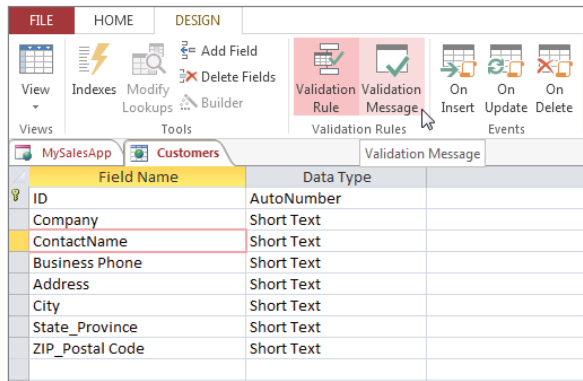 FILE HOME DESIGN
View
Indexes
Modify Lookups
Add Field
Delete Fields
Builder
Validation Rule
Validation Message
On Insert
On Update
On Delete
Views
Tools
Validation Rules
Events
MySalesApp
Customers
Validation Message
Field Name Data Type
ID AutoNumber
Company Short Text
ContactName Short Text
Business Phone Short Text
Address Short Text
City Short Text
State_Province Short Text
ZIP_Postal Code Short Text